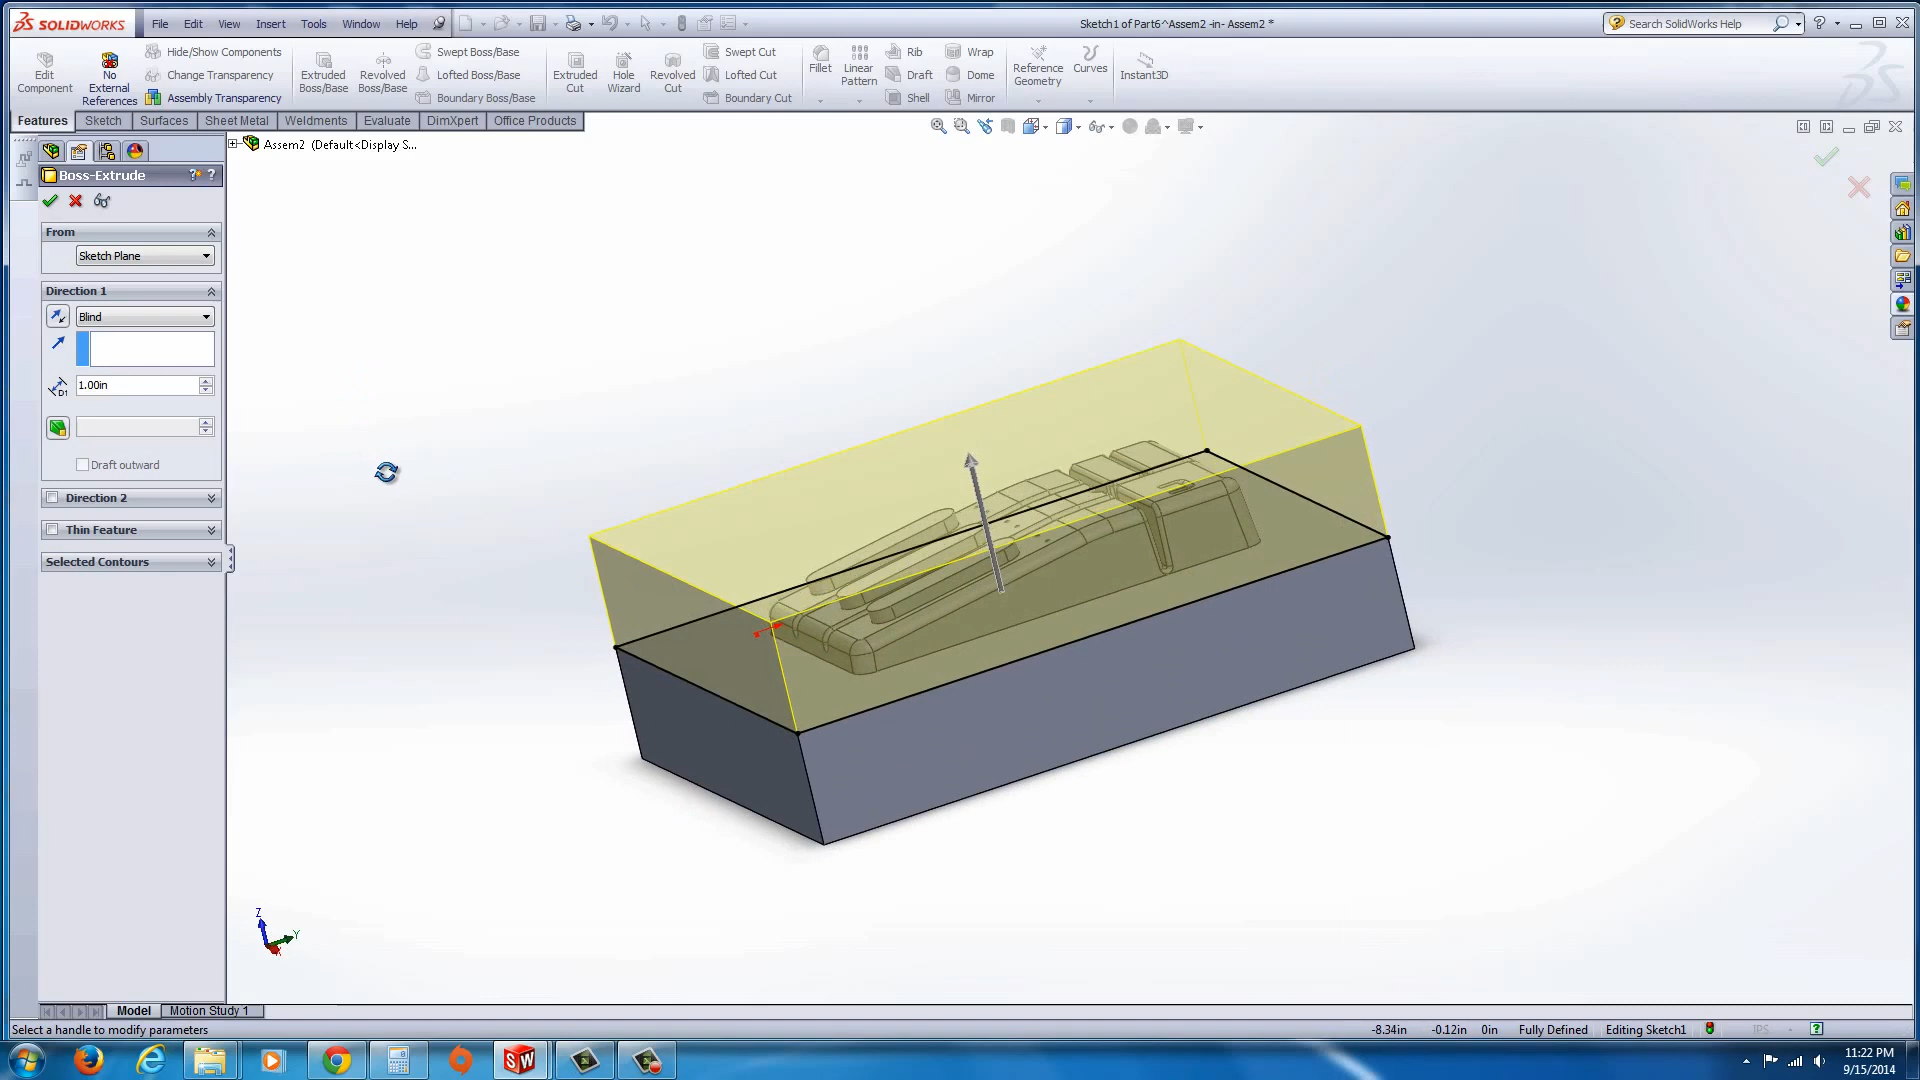 SOLIDWORKS File Edit View Insert Tools Window Help Sketch1 of Part6^Assem2 -in- Assem2 * Search SolidWorks Help
Edit Component
No External References
Hide/Show Components
Change Transparency
Assembly Transparency
Extruded Boss/Base
Revolved Boss/Base
Swept Boss/Base
Lofted Boss/Base
Boundary Boss/Base
Extruded Cut
Hole Wizard
Revolved Cut
Swept Cut
Lofted Cut
Boundary Cut
Fillet
Linear Pattern
Rib
Draft
Shell
Wrap
Dome
Mirror
Reference Geometry
Curves
Instant3D
Features Sketch Surfaces Sheet Metal Weldments Evaluate DimXpert Office Products
Assem2 (Default<Display S...
Boss-Extrude
From
Sketch Plane
Direction 1
Blind
D1
1.00in
Draft outward
Direction 2
Thin Feature
Selected Contours
Z
Y
X
Model Motion Study 1
Select a handle to modify parameters -8.34in -0.12in 0in Fully Defined Editing Sketch1 IPS
SW
11:22 PM
9/15/2014